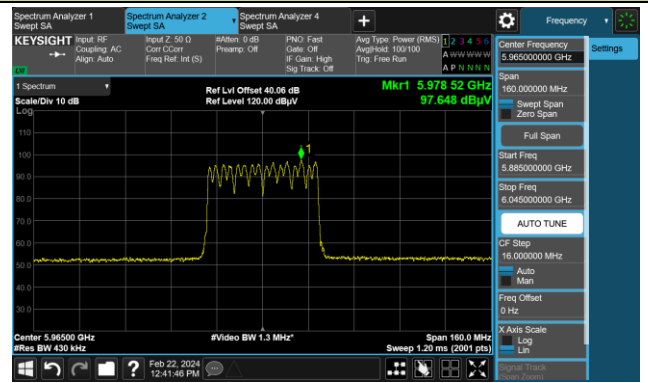 Spectrum Analyzer 1
Swept SA
Spectrum Analyzer 2
Swept SA
Spectrum Analyzer 4
Swept SA
Frequency
KEYSIGHT
Input: RF
Coupling: AC
Align: Auto
Input Z: 50 Ω
Corr CCorr
Freq Ref: Int (S)
#Atten: 0 dB
Preamp: Off
PNO: Fast
Gate: Off
IF Gain: High
Sig Track: Off
Avg Type: Power (RMS)
Avg|Hold: 100/100
Trig: Free Run
1 2 3 4 5 6
A W W W W W
A P N N N N
1 Spectrum
Scale/Div 10 dB
Log
Ref Lvl Offset 40.06 dB
Ref Level 120.00 dBµV
Mkr1 5.978 52 GHz
97.648 dBµV
1
110
100
90.0
80.0
70.0
60.0
50.0
40.0
30.0
Center 5.96500 GHz
#Res BW 430 kHz
#Video BW 1.3 MHz*
Span 160.0 MHz
Sweep 1.20 ms (2001 pts)
Feb 22, 2024
12:41:46 PM
Center Frequency
5.965000000 GHz
Span
160.000000 MHz
Swept Span
Zero Span
Full Span
Start Freq
5.885000000 GHz
Stop Freq
6.045000000 GHz
AUTO TUNE
CF Step
16.000000 MHz
Auto
Man
Freq Offset
0 Hz
X Axis Scale
Log
Lin
Signal Track
(Span Zoom)
Settings